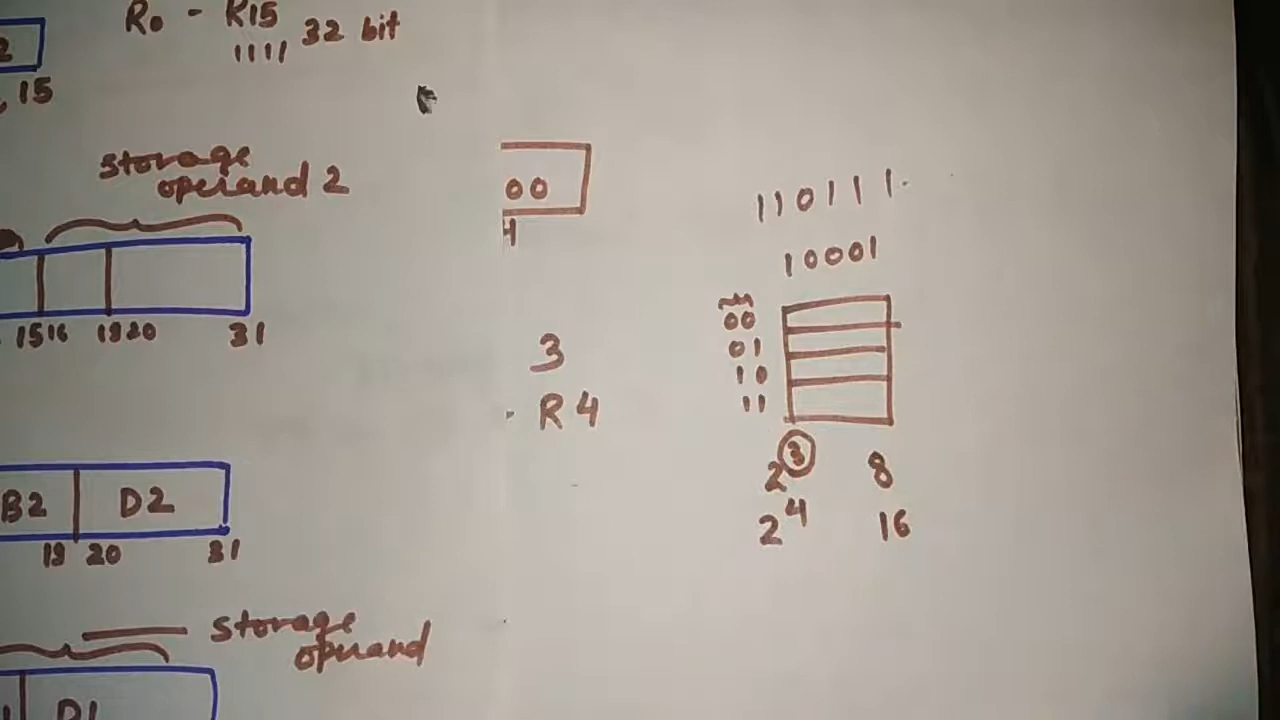 R0 - R15
1111 32 bit
2
, 15
storage
operand 2
15 16 19 20 31
00
4
110111
10001
00
01
10
11
3
R4
2 3 8
2 4 16
B2 D2
19 20 31
storage
operand
D1